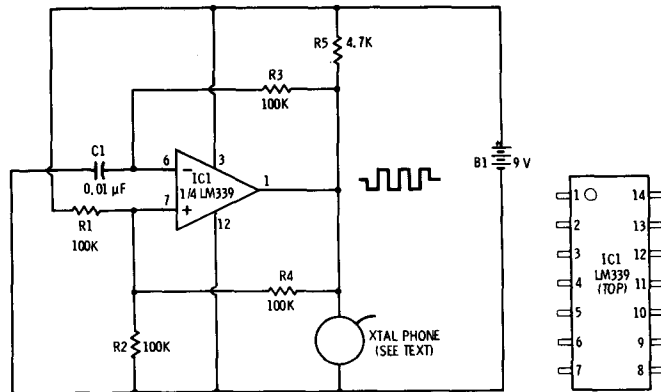 R5
4.7K
R3
100K
C1
0.01 µF
6
−
3
IC1
1/4 LM339
1
7
+
12
R1
100K
R4
100K
R2
100K
XTAL PHONE
(SEE TEXT)
B1
+
9 V
1
14
2
13
3
IC1
12
LM339
4
(TOP)
11
5
10
6
9
7
8